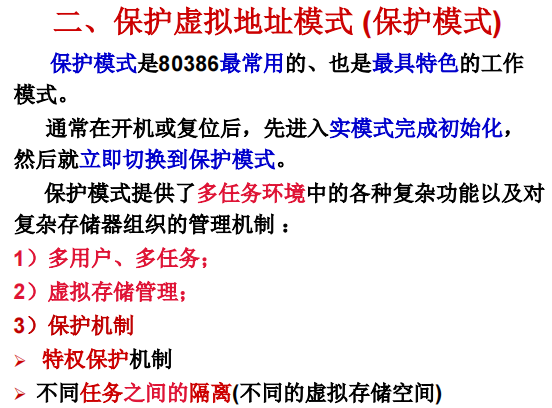 二、保护虚拟地址模式 (保护模式)
保护模式是80386最常用的、也是最具特色的工作
模式。
通常在开机或复位后，先进入实模式完成初始化，
然后就立即切换到保护模式。
保护模式提供了多任务环境中的各种复杂功能以及对
复杂存储器组织的管理机制：
1）多用户、多任务；
2）虚拟存储管理；
3）保护机制
➢ 特权保护机制
➢ 不同任务之间的隔离(不同的虚拟存储空间)